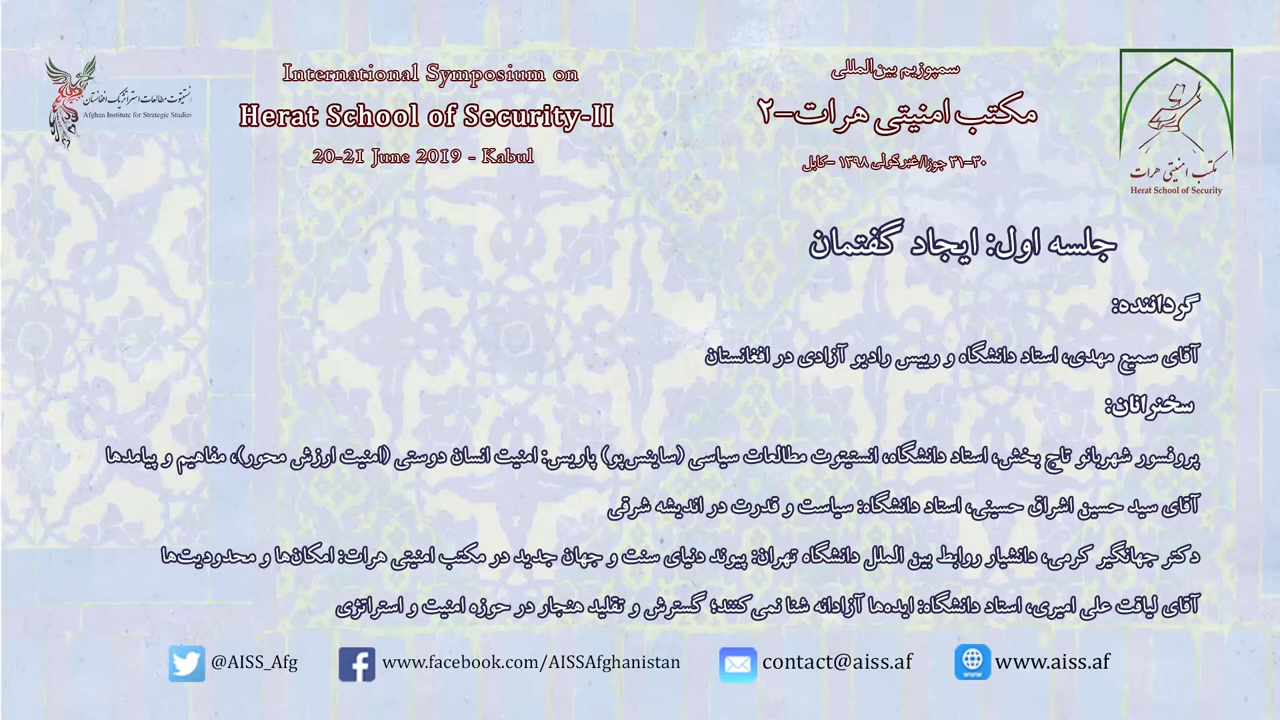 انستیتوت مطالعات استراتژیک افغانستان
Afghan Institute for Strategic Studies
International Symposium on
Herat School of Security-II
20-21 June 2019 - Kabul
سمپوزیم بین‌المللی
مکتب امنیتی هرات–۲
۳۰–۳۱ جوزا/غبرگولی ۱۳۹۸ –کابل
مکتب امنیتی هرات
Herat School of Security
جلسه اول: ایجاد گفتمان
گرداننده:
آقای سمیع مهدی، استاد دانشگاه و رییس رادیو آزادی در افغانستان
سخنرانان:
پروفسور شهربانو تاج بخش، استاد دانشگاه، انستیتوت مطالعات سیاسی (ساینس‌پو) پاریس: امنیت انسان دوستی (امنیت ارزش محور)، مفاهیم و پیامدها
آقای سید حسین اشراق حسینی، استاد دانشگاه: سیاست و قدرت در اندیشه شرقی
دکتر جهانگیر کرمی، دانشیار روابط بین الملل دانشگاه تهران: پیوند دنیای سنت و جهان جدید در مکتب امنیتی هرات: امکان‌ها و محدودیت‌ها
آقای لیاقت علی امیری، استاد دانشگاه: ایده‌ها آزادانه شنا نمی‌کنند؛ گسترش و تقلید هنجار در حوزه امنیت و استراتژی
@AISS_Afg
www.facebook.com/AISSAfghanistan
contact@aiss.af
www.aiss.af